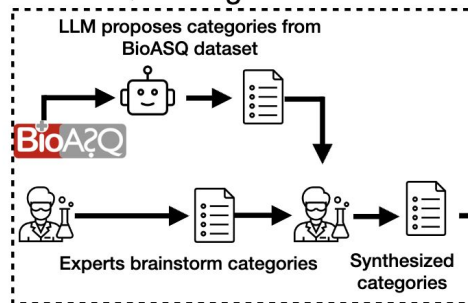 LLM proposes categories from
BioASQ dataset
BioASQ
Experts brainstorm categories
Synthesized
categories